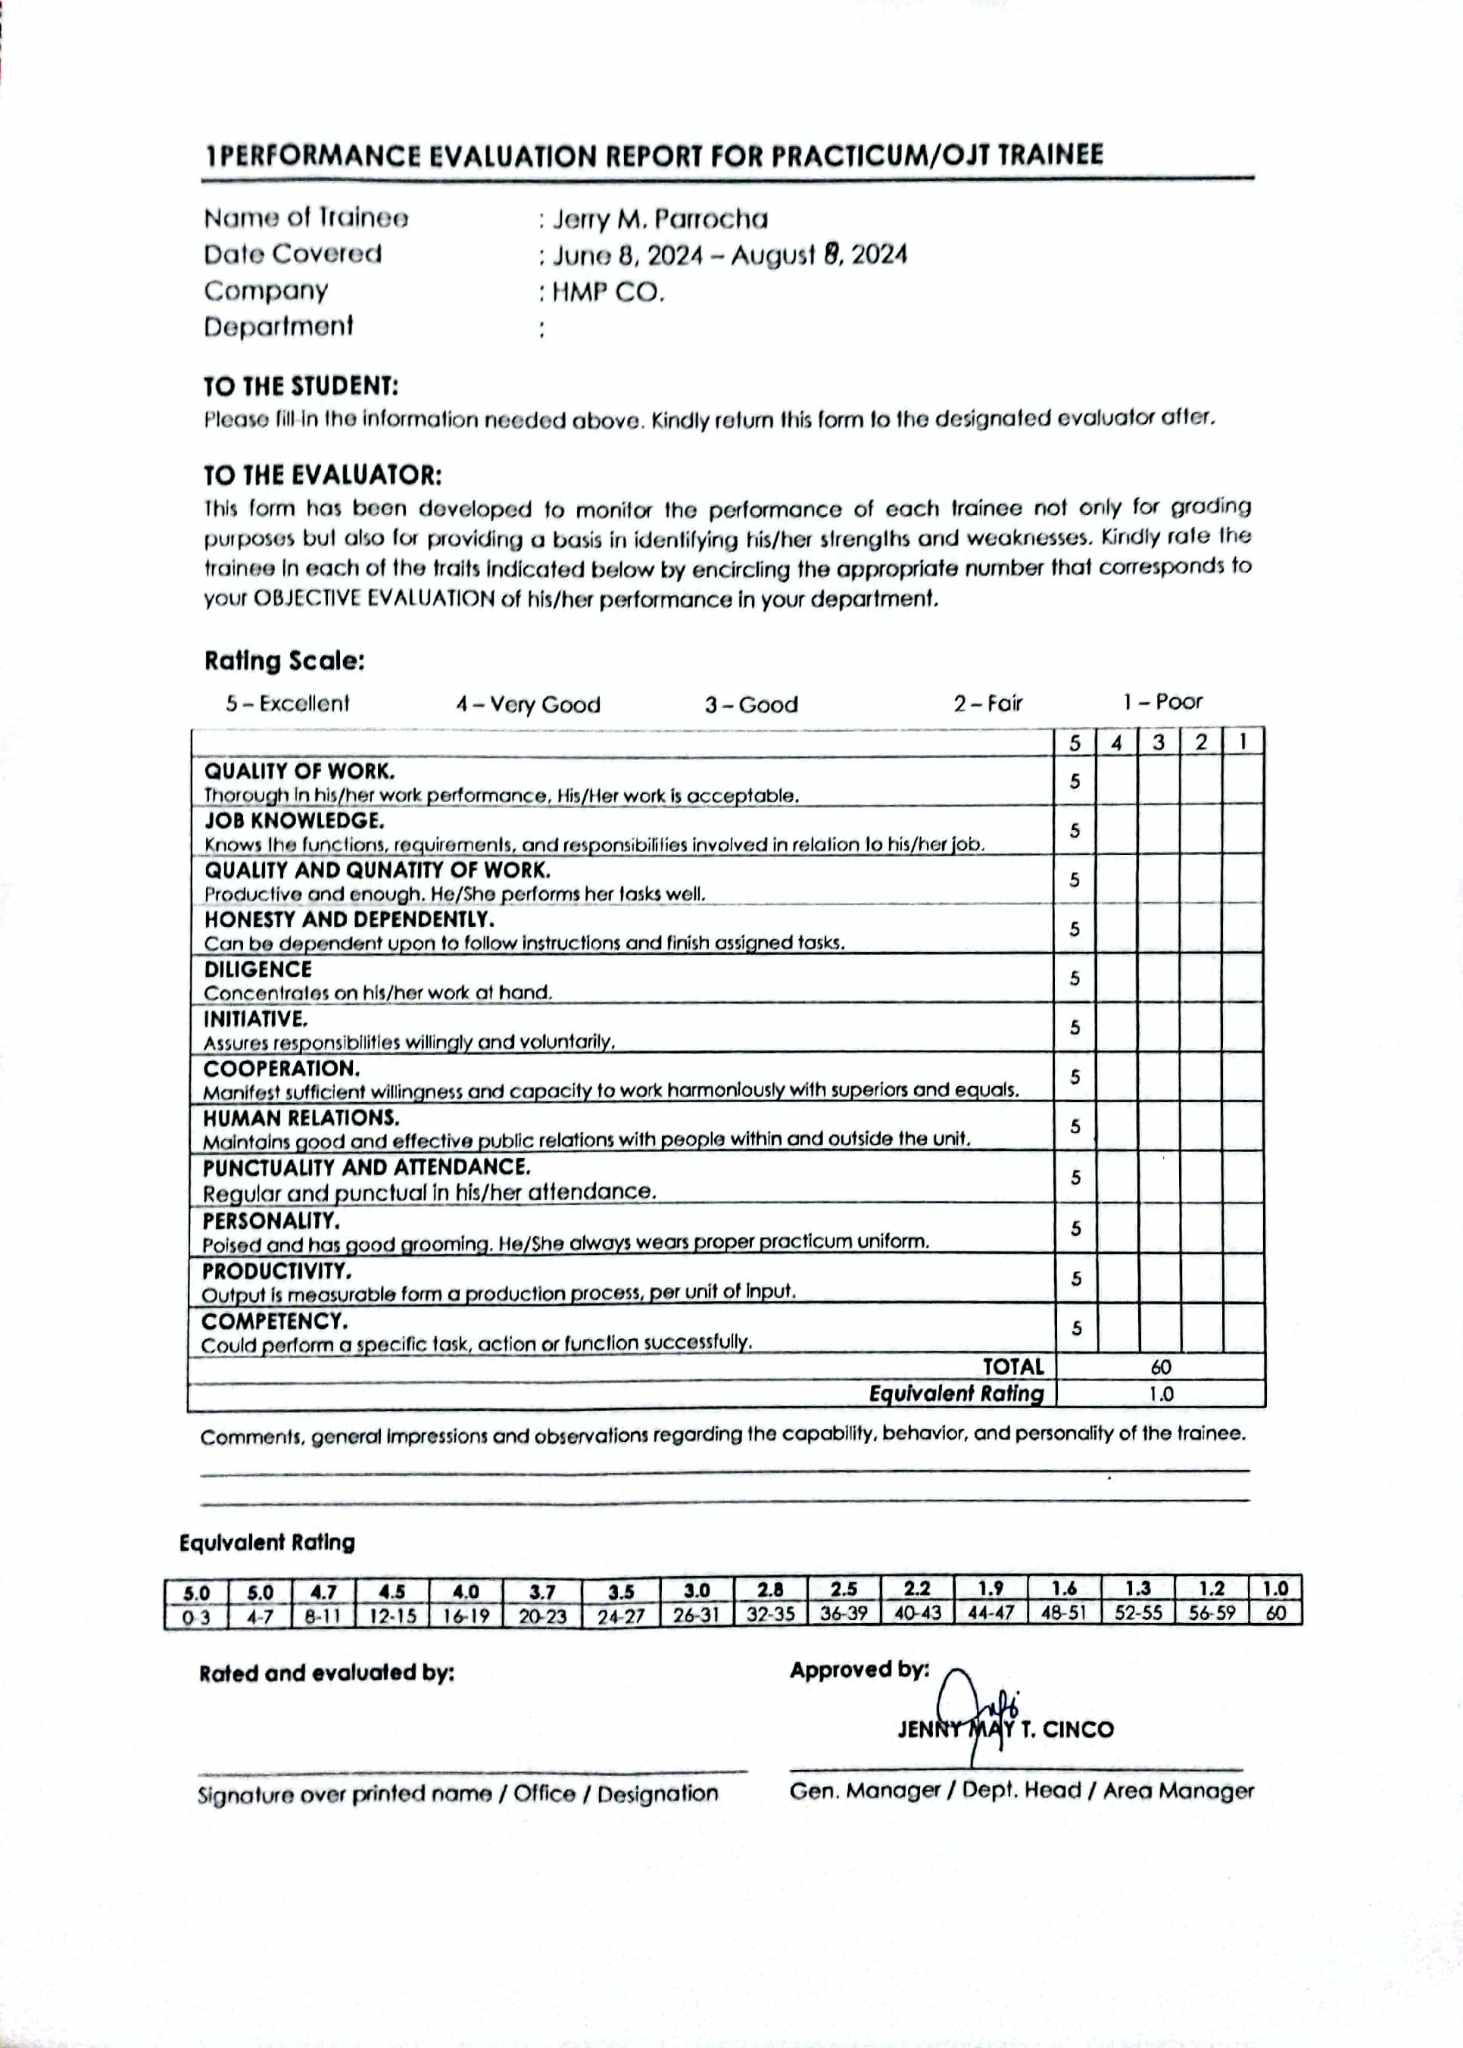 1PERFORMANCE EVALUATION REPORT FOR PRACTICUM/OJT TRAINEE
Name of Trainee : Jerry M. Parrocha
Date Covered : June 8, 2024 – August 8, 2024
Company : HMP CO.
Department :
TO THE STUDENT:
Please fill-in the information needed above. Kindly return this form to the designated evaluator after.
TO THE EVALUATOR:
This form has been developed to monitor the performance of each trainee not only for grading
purposes but also for providing a basis in identifying his/her strengths and weaknesses. Kindly rate the
trainee in each of the traits indicated below by encircling the appropriate number that corresponds to
your OBJECTIVE EVALUATION of his/her performance in your department.
Rating Scale:
5 – Excellent 4 – Very Good 3 – Good 2 – Fair 1 – Poor
5 4 3 2 1
QUALITY OF WORK.
Thorough in his/her work performance, His/Her work is acceptable. 5
JOB KNOWLEDGE.
Knows the functions, requirements, and responsibilities involved in relation to his/her job. 5
QUALITY AND QUNATITY OF WORK.
Productive and enough. He/She performs her tasks well. 5
HONESTY AND DEPENDENTLY.
Can be dependent upon to follow instructions and finish assigned tasks. 5
DILIGENCE
Concentrates on his/her work at hand. 5
INITIATIVE.
Assures responsibilities willingly and voluntarily. 5
COOPERATION.
Manifest sufficient willingness and capacity to work harmoniously with superiors and equals. 5
HUMAN RELATIONS.
Maintains good and effective public relations with people within and outside the unit. 5
PUNCTUALITY AND ATTENDANCE.
Regular and punctual in his/her attendance. 5
PERSONALITY.
Poised and has good grooming. He/She always wears proper practicum uniform. 5
PRODUCTIVITY.
Output is measurable form a production process, per unit of input. 5
COMPETENCY.
Could perform a specific task, action or function successfully. 5
TOTAL 60
Equivalent Rating 1.0
Comments, general impressions and observations regarding the capability, behavior, and personality of the trainee.
Equivalent Rating
5.0 5.0 4.7 4.5 4.0 3.7 3.5 3.0 2.8 2.5 2.2 1.9 1.6 1.3 1.2 1.0
0-3 4-7 8-11 12-15 16-19 20-23 24-27 26-31 32-35 36-39 40-43 44-47 48-51 52-55 56-59 60
Rated and evaluated by: Approved by:
JENNY MAY T. CINCO
Signature over printed name / Office / Designation Gen. Manager / Dept. Head / Area Manager